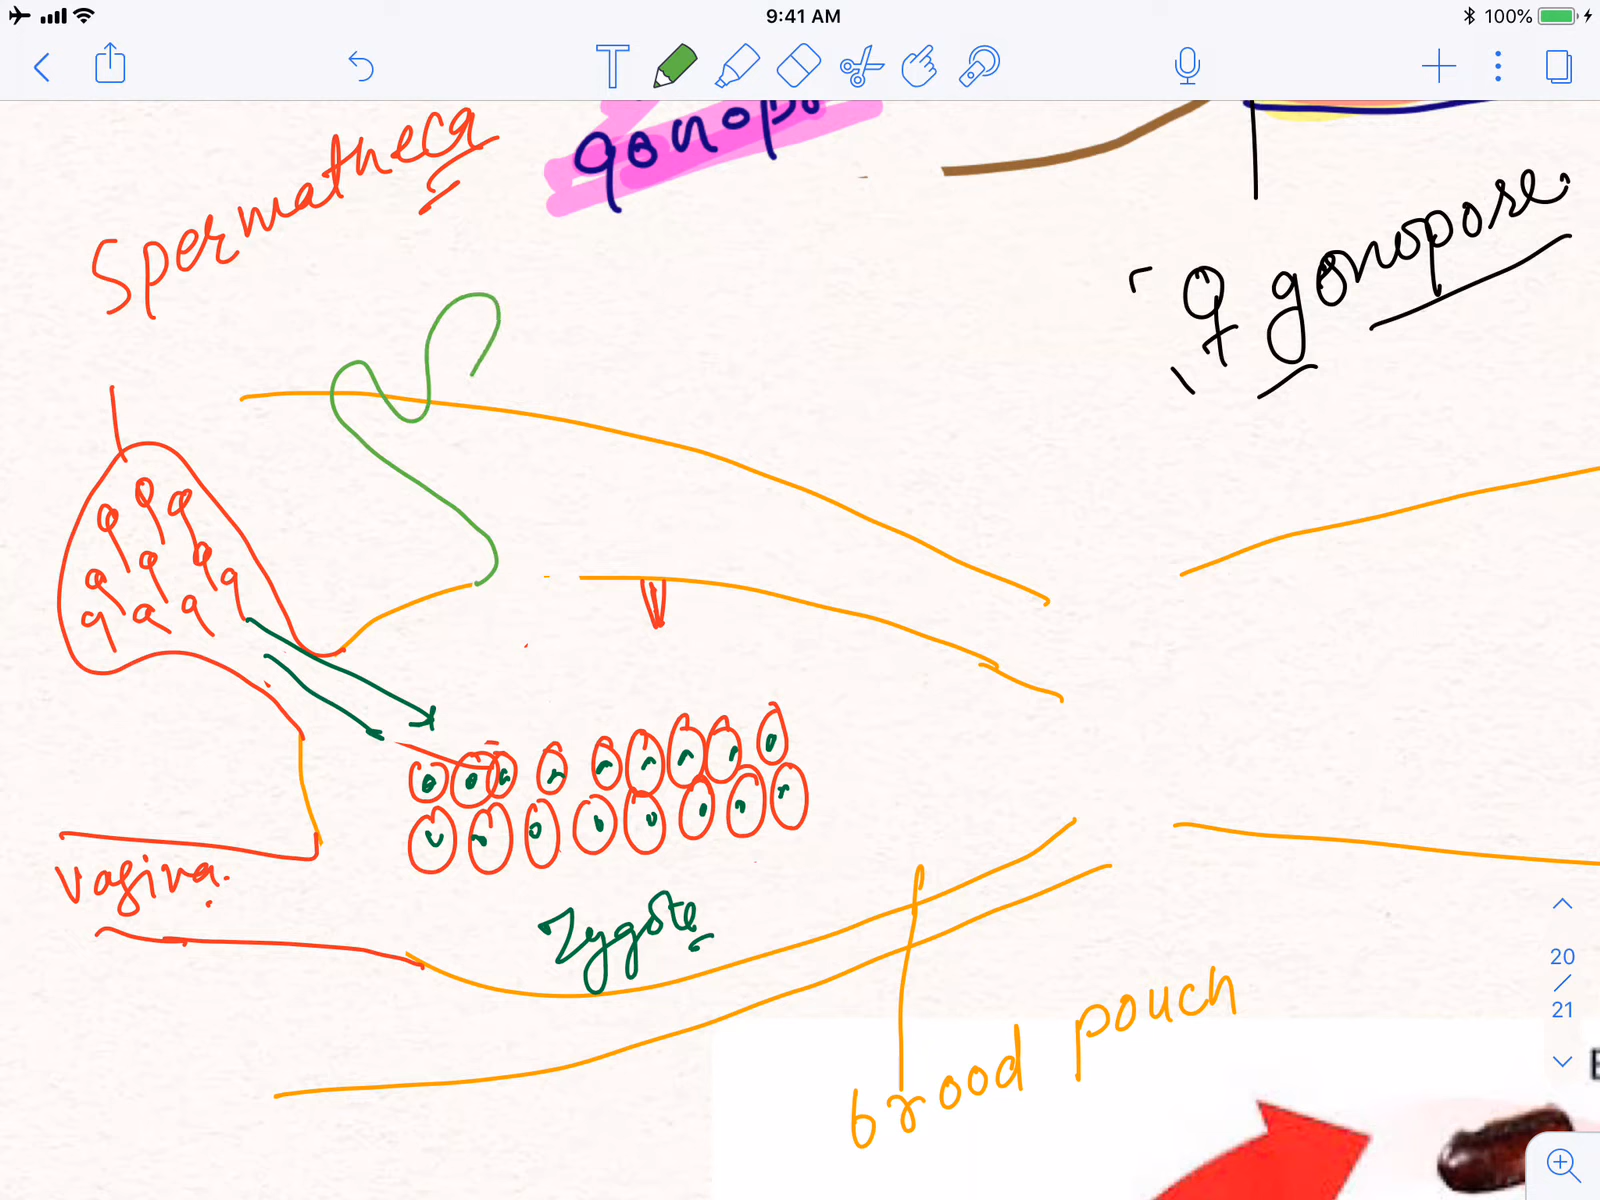 9:41 AM
100%
T
Spermatheca
gonopo
♀ gonopore
vagina.
Zygote
20
/
21
brood pouch
E